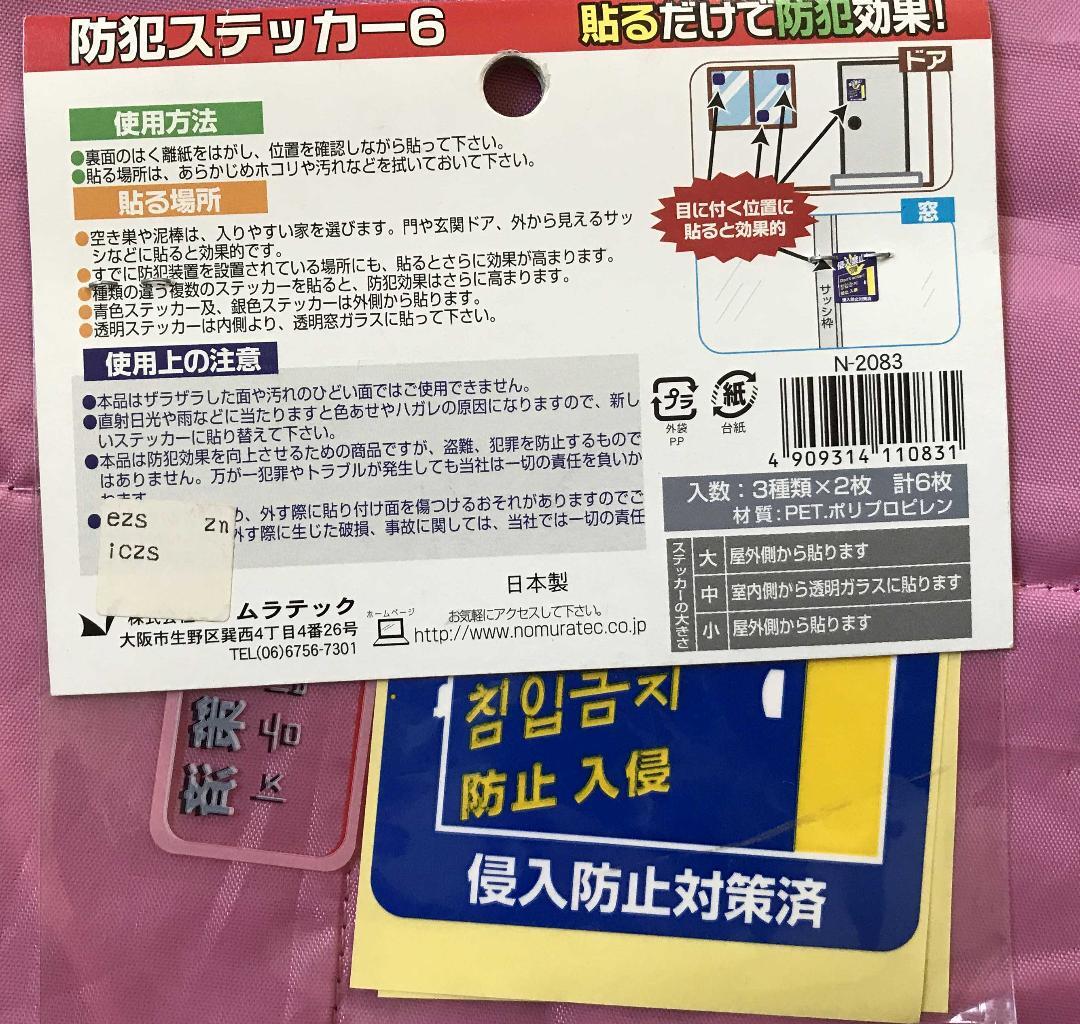 防犯ステッカー6
貼るだけで防犯効果!
使用方法
●裏面のはく離紙をはがし、位置を確認しながら貼って下さい。
●貼る場所は、あらかじめホコリや汚れなどを拭いておいて下さい。
貼る場所
●空き巣や泥棒は、入りやすい家を選びます。門や玄関ドア、外から見えるサッ
シなどに貼ると効果的です。
●すでに防犯装置を設置されている場所にも、貼るとさらに効果が高まります。
●種類の違う複数のステッカーを貼ると、防犯効果はさらに高まります。
●青色ステッカー及、銀色ステッカーは外側から貼ります。
●透明ステッカーは内側より、透明窓ガラスに貼って下さい。
使用上の注意
●本品はザラザラした面や汚れのひどい面ではご使用できません。
●直射日光や雨などに当たりますと色あせやハガレの原因になりますので、新し
いステッカーに貼り替えて下さい。
●本品は防犯効果を向上させるための商品ですが、盗難、犯罪を防止するもので
はありません。万が一犯罪やトラブルが発生しても当社は一切の責任を負いか
ねます。
● 、外す際に貼り付け面を傷つけるおそれがありますのでご
外す際に生じた破損、事故に関しては、当社では一切の責任
ezs zn
iczs
日本製
株式会社 ムラテック
大阪市生野区巽西4丁目4番26号
TEL(06)6756-7301
ホームページ
お気軽にアクセスして下さい。
http://www.nomuratec.co.jp
ドア
目に付く位置に
貼ると効果的
窓
サッシ枠
侵入防止対策済
N-2083
プラ
外袋
PP
紙
台紙
4 909314 110831
入数:3種類×2枚 計6枚
材質:PET.ポリプロピレン
ステッカーの大きさ
大 屋外側から貼ります
中 室内側から透明ガラスに貼ります
小 屋外側から貼ります
침입금지
防止 入侵
侵入防止対策済